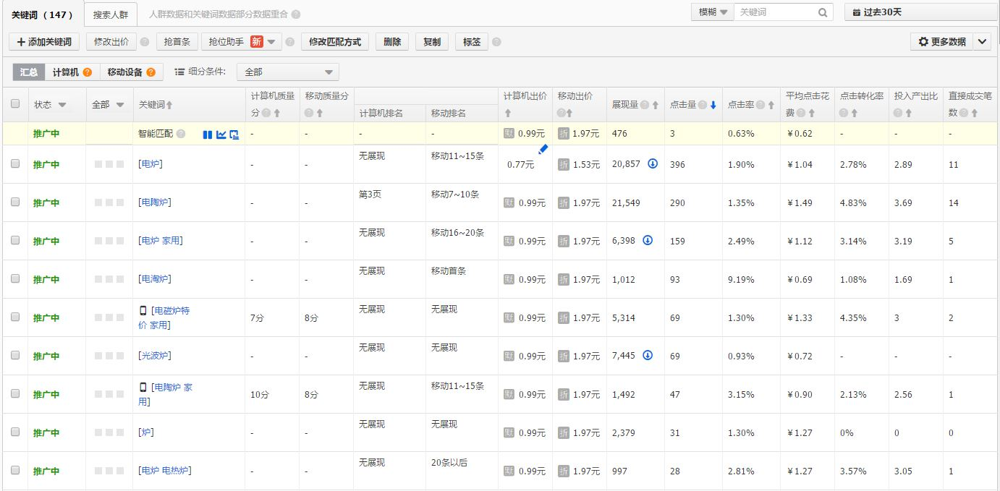 关键词 (147) 搜索人群 人群数据和关键词数据部分数据重合 模糊 关键词 过去30天
添加关键词 修改出价 抢首条 抢位助手 新 修改匹配方式 删除 复制 标签 更多数据
汇总 计算机 移动设备 细分条件: 全部
状态 全部 关键词 计算机质量分 移动质量分 计算机排名 移动排名 计算机出价 移动出价 展现量 点击量 点击率 平均点击花费 点击转化率 投入产出比 直接成交笔数
推广中 智能匹配 - - - - 默 0.99元 折 1.97元 476 3 0.63% ￥0.62 - - -
推广中 [电炉] - - 无展现 移动11~15条 0.77元 折 1.53元 20,857 396 1.90% ￥1.04 2.78% 2.89 11
推广中 [电陶炉] - - 第3页 移动7~10条 默 0.99元 折 1.97元 21,549 290 1.35% ￥1.49 4.83% 3.69 14
推广中 [电炉 家用] - - 无展现 移动16~20条 默 0.99元 折 1.97元 6,398 159 2.49% ￥1.12 3.14% 3.19 5
推广中 [电淘炉] - - 无展现 移动首条 默 0.99元 折 1.97元 1,012 93 9.19% ￥0.69 1.08% 1.69 1
推广中 [电磁炉特价 家用] 7分 8分 无展现 无展现 默 0.99元 折 1.97元 5,314 69 1.30% ￥1.33 4.35% 3 2
推广中 [光波炉] - - 无展现 无展现 默 0.99元 折 1.97元 7,445 69 0.93% ￥0.72 - - -
推广中 [电陶炉 家用] 10分 8分 无展现 移动11~15条 默 0.99元 折 1.97元 1,492 47 3.15% ￥0.90 2.13% 2.56 1
推广中 [炉] - - 无展现 无展现 默 0.99元 折 1.97元 2,379 31 1.30% ￥1.27 0% 0 0
推广中 [电炉 电热炉] - - 无展现 20条以后 默 0.99元 折 1.97元 997 28 2.81% ￥1.27 3.57% 3.05 1